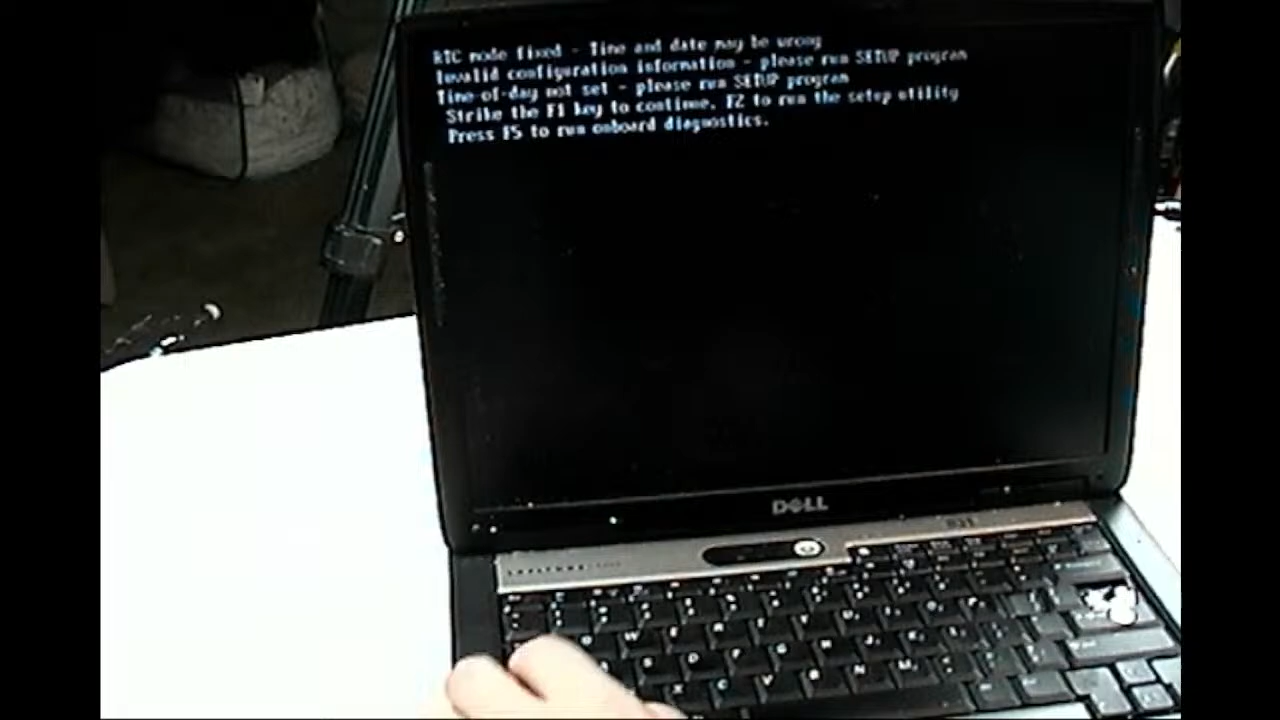 RTC mode fixed - Time and date may be wrong
Invalid configuration information - please run SETUP program
Time-of-day not set - please run SETUP program
Strike the F1 key to continue, F2 to run the setup utility
Press F5 to run onboard diagnostics.
DELL